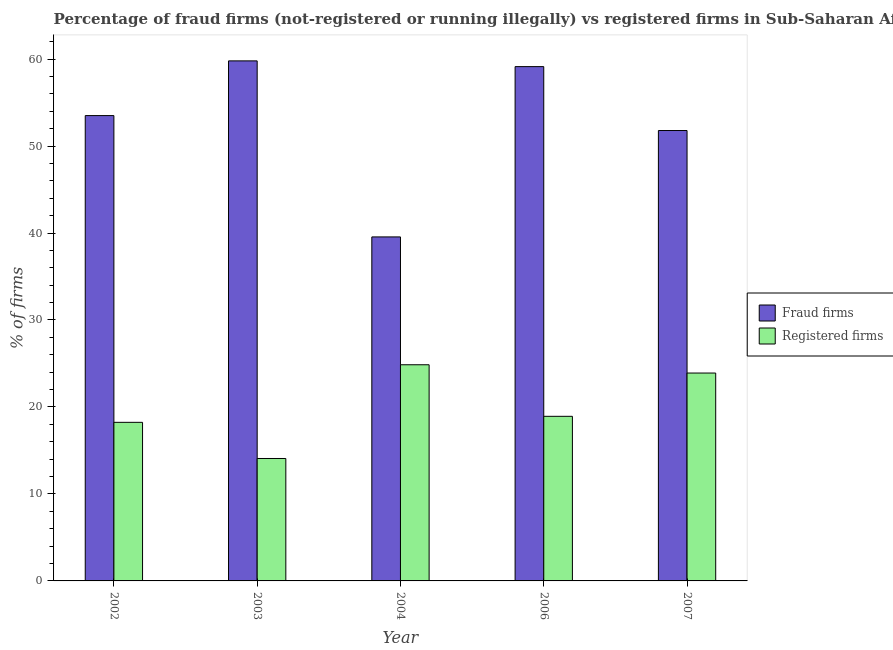 Percentage of fraud firms (not-registered or running illegally) vs registered firms in Sub-Saharan
% of firms
60
50
40
30
20
10
0
2002
2003
2004
2006
2007
Year
Fraud firms
Registered firms